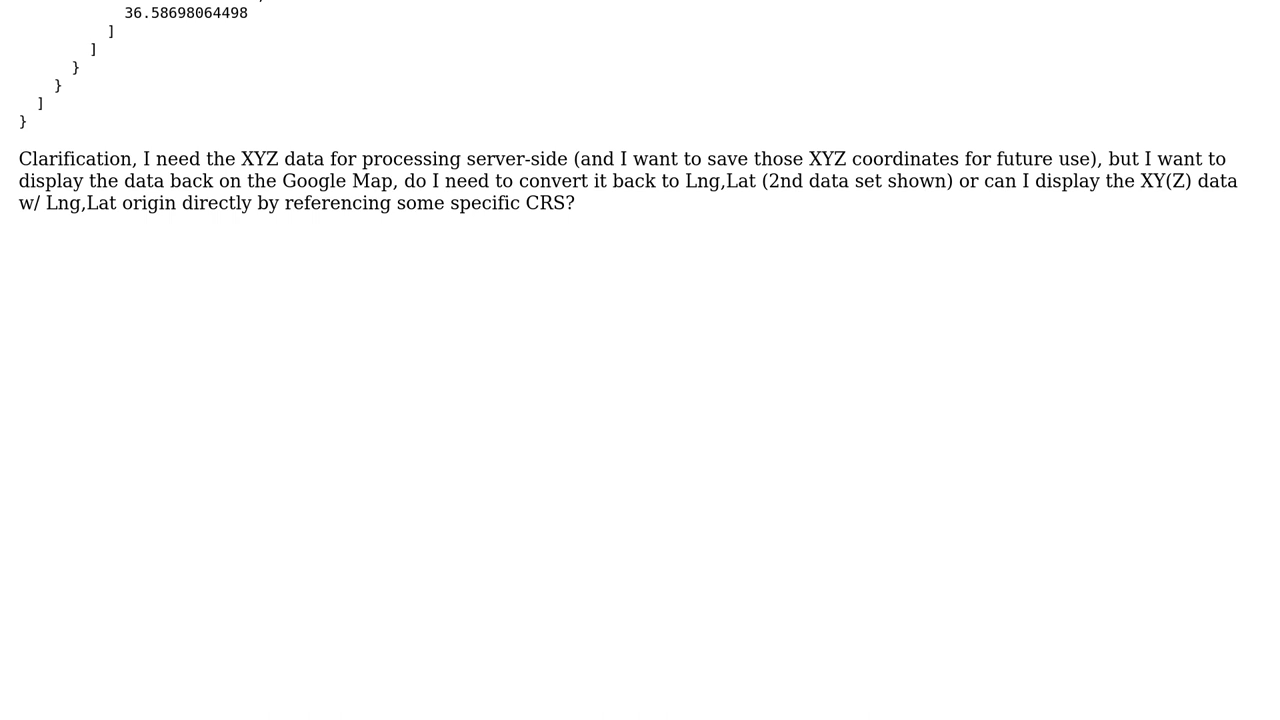 36.58698064498
]
]
}
}
]
}
Clarification, I need the XYZ data for processing server-side (and I want to save those XYZ coordinates for future use), but I want to
display the data back on the Google Map, do I need to convert it back to Lng,Lat (2nd data set shown) or can I display the XY(Z) data
w/ Lng,Lat origin directly by referencing some specific CRS?